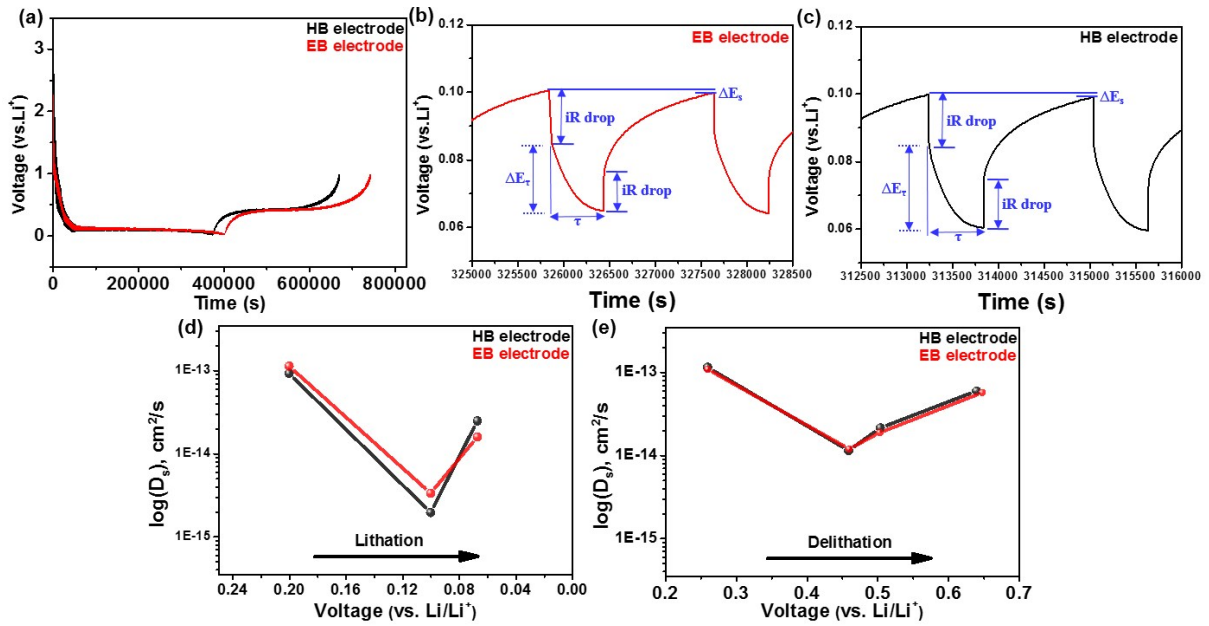 (a)
HB electrode
EB electrode
Voltage (vs.Li⁺)
3
2
1
0
0
200000
400000
600000
800000
Time (s)
(b)
EB electrode
Voltage (vs.Li⁺)
0.12
0.10
0.08
0.06
ΔEₛ
iR drop
ΔE_τ
iR drop
τ
325000
325500
326000
326500
327000
327500
328000
328500
Time (s)
(c)
HB electrode
Voltage (vs.Li⁺)
0.12
0.10
0.08
0.06
ΔEₛ
iR drop
ΔE_τ
iR drop
τ
312500
313000
313500
314000
314500
315000
315500
316000
Time (s)
(d)
HB electrode
EB electrode
log(Dₛ), cm²/s
1E-13
1E-14
1E-15
Lithation
0.24
0.20
0.16
0.12
0.08
0.04
0.00
Voltage (vs. Li/Li⁺)
(e)
HB electrode
EB electrode
log(Dₛ), cm²/s
1E-13
1E-14
1E-15
Delithation
0.2
0.3
0.4
0.5
0.6
0.7
Voltage (vs. Li/Li⁺)